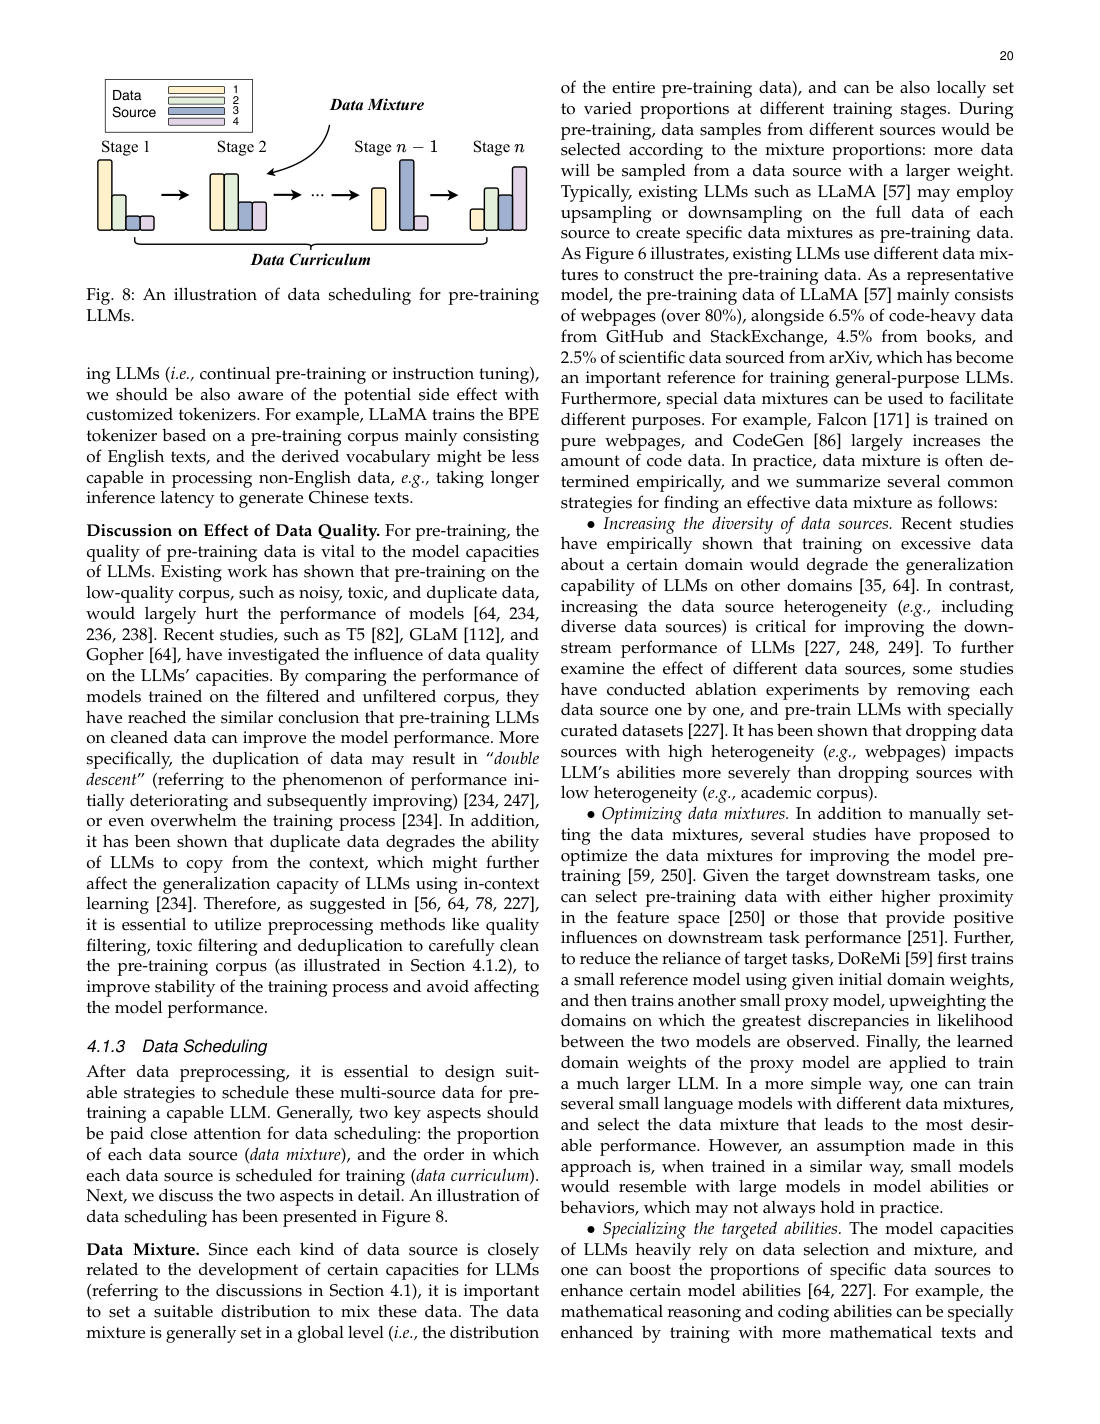 20
Data
Source
1
2
3
4
Data Mixture
Stage 1
Stage 2
Stage n − 1
Stage n
...
Data Curriculum
Fig. 8: An illustration of data scheduling for pre-training
LLMs.
ing LLMs (i.e., continual pre-training or instruction tuning),
we should be also aware of the potential side effect with
customized tokenizers. For example, LLaMA trains the BPE
tokenizer based on a pre-training corpus mainly consisting
of English texts, and the derived vocabulary might be less
capable in processing non-English data, e.g., taking longer
inference latency to generate Chinese texts.
Discussion on Effect of Data Quality. For pre-training, the
quality of pre-training data is vital to the model capacities
of LLMs. Existing work has shown that pre-training on the
low-quality corpus, such as noisy, toxic, and duplicate data,
would largely hurt the performance of models [64, 234,
236, 238]. Recent studies, such as T5 [82], GLaM [112], and
Gopher [64], have investigated the influence of data quality
on the LLMs' capacities. By comparing the performance of
models trained on the filtered and unfiltered corpus, they
have reached the similar conclusion that pre-training LLMs
on cleaned data can improve the model performance. More
specifically, the duplication of data may result in “double
descent” (referring to the phenomenon of performance ini-
tially deteriorating and subsequently improving) [234, 247],
or even overwhelm the training process [234]. In addition,
it has been shown that duplicate data degrades the ability
of LLMs to copy from the context, which might further
affect the generalization capacity of LLMs using in-context
learning [234]. Therefore, as suggested in [56, 64, 78, 227],
it is essential to utilize preprocessing methods like quality
filtering, toxic filtering and deduplication to carefully clean
the pre-training corpus (as illustrated in Section 4.1.2), to
improve stability of the training process and avoid affecting
the model performance.
4.1.3 Data Scheduling
After data preprocessing, it is essential to design suit-
able strategies to schedule these multi-source data for pre-
training a capable LLM. Generally, two key aspects should
be paid close attention for data scheduling: the proportion
of each data source (data mixture), and the order in which
each data source is scheduled for training (data curriculum).
Next, we discuss the two aspects in detail. An illustration of
data scheduling has been presented in Figure 8.
Data Mixture. Since each kind of data source is closely
related to the development of certain capacities for LLMs
(referring to the discussions in Section 4.1), it is important
to set a suitable distribution to mix these data. The data
mixture is generally set in a global level (i.e., the distribution
of the entire pre-training data), and can be also locally set
to varied proportions at different training stages. During
pre-training, data samples from different sources would be
selected according to the mixture proportions: more data
will be sampled from a data source with a larger weight.
Typically, existing LLMs such as LLaMA [57] may employ
upsampling or downsampling on the full data of each
source to create specific data mixtures as pre-training data.
As Figure 6 illustrates, existing LLMs use different data mix-
tures to construct the pre-training data. As a representative
model, the pre-training data of LLaMA [57] mainly consists
of webpages (over 80%), alongside 6.5% of code-heavy data
from GitHub and StackExchange, 4.5% from books, and
2.5% of scientific data sourced from arXiv, which has become
an important reference for training general-purpose LLMs.
Furthermore, special data mixtures can be used to facilitate
different purposes. For example, Falcon [171] is trained on
pure webpages, and CodeGen [86] largely increases the
amount of code data. In practice, data mixture is often de-
termined empirically, and we summarize several common
strategies for finding an effective data mixture as follows:
• Increasing the diversity of data sources. Recent studies
have empirically shown that training on excessive data
about a certain domain would degrade the generalization
capability of LLMs on other domains [35, 64]. In contrast,
increasing the data source heterogeneity (e.g., including
diverse data sources) is critical for improving the down-
stream performance of LLMs [227, 248, 249]. To further
examine the effect of different data sources, some studies
have conducted ablation experiments by removing each
data source one by one, and pre-train LLMs with specially
curated datasets [227]. It has been shown that dropping data
sources with high heterogeneity (e.g., webpages) impacts
LLM's abilities more severely than dropping sources with
low heterogeneity (e.g., academic corpus).
• Optimizing data mixtures. In addition to manually set-
ting the data mixtures, several studies have proposed to
optimize the data mixtures for improving the model pre-
training [59, 250]. Given the target downstream tasks, one
can select pre-training data with either higher proximity
in the feature space [250] or those that provide positive
influences on downstream task performance [251]. Further,
to reduce the reliance of target tasks, DoReMi [59] first trains
a small reference model using given initial domain weights,
and then trains another small proxy model, upweighting the
domains on which the greatest discrepancies in likelihood
between the two models are observed. Finally, the learned
domain weights of the proxy model are applied to train
a much larger LLM. In a more simple way, one can train
several small language models with different data mixtures,
and select the data mixture that leads to the most desir-
able performance. However, an assumption made in this
approach is, when trained in a similar way, small models
would resemble with large models in model abilities or
behaviors, which may not always hold in practice.
• Specializing the targeted abilities. The model capacities
of LLMs heavily rely on data selection and mixture, and
one can boost the proportions of specific data sources to
enhance certain model abilities [64, 227]. For example, the
mathematical reasoning and coding abilities can be specially
enhanced by training with more mathematical texts and